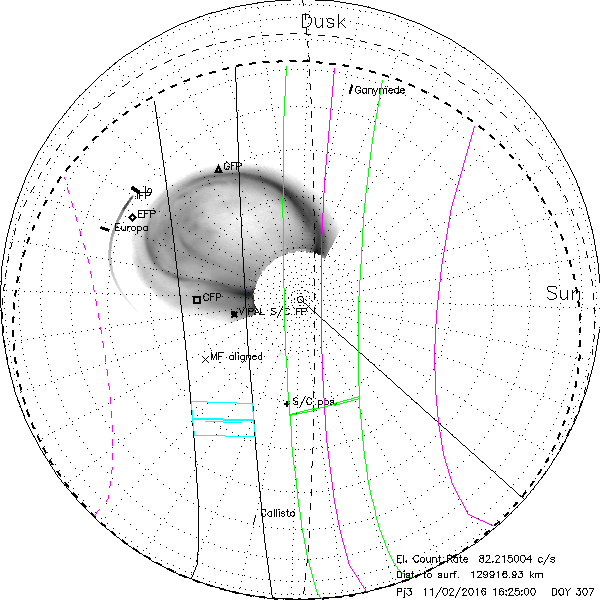 Dusk
Ganymede
GFP
Io
IFP
EFP
Europa
Sun
CFP
VIP4L S/C FP
MF aligned
S/C pos
Callisto
El. Count Rate 82.215004 c/s
Dist. to surf. 129916.93 km
Pj3 11/02/2016 16:25:00 DOY 307